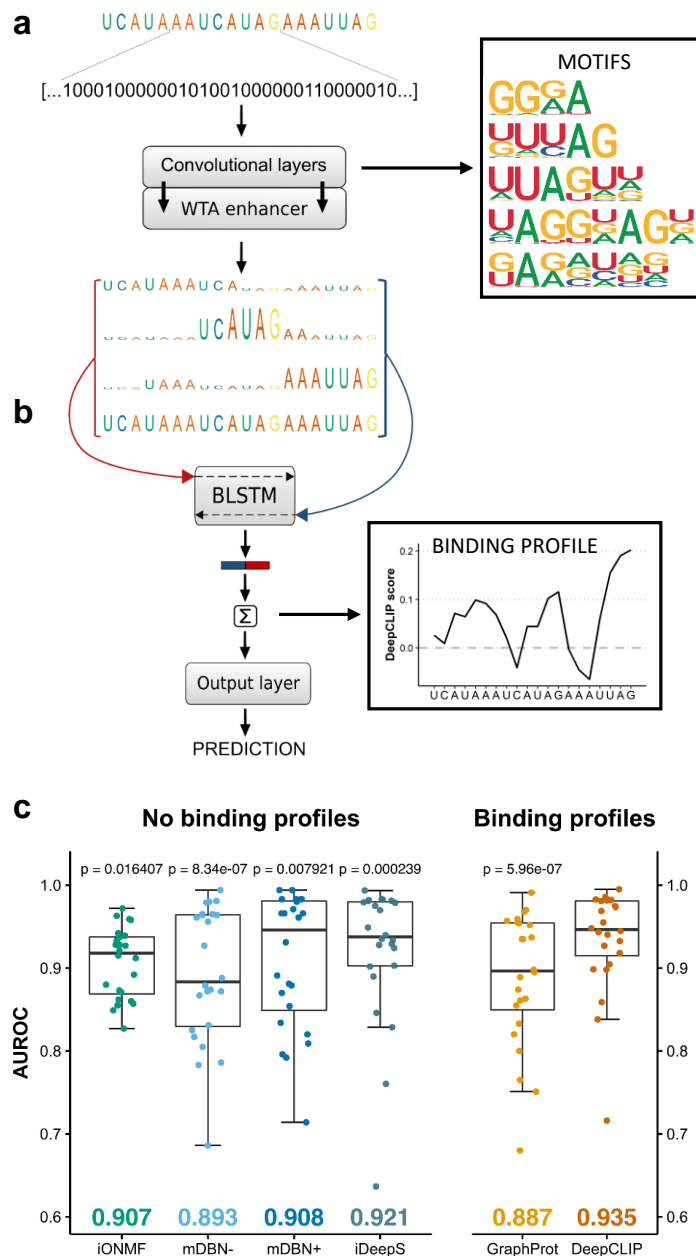 a
UCAUAAAUCAUAGAAAUUAG
[...10001000000010100100000001100000010...]
Convolutional layers
WTA enhancer
MOTIFS
UCAUAAAUCAUAGAAAUUAG
UCAUAAAUCAUAGAAAUUAG
UCAUAAAUCAUAGAAAUUAG
UCAUAAAUCAUAGAAAUUAG
b
BLSTM
Σ
Output layer
PREDICTION
BINDING PROFILE
DeepCLIP score
0.2
0.1
0.0
UCAUAAAUCAUAGAAAUUAG
c
No binding profiles
Binding profiles
p = 0.016407 p = 8.34e-07 p = 0.007921 p = 0.000239
p = 5.96e-07
AUROC
1.0
0.9
0.8
0.7
0.6
1.0
0.9
0.8
0.7
0.6
0.907 0.893 0.908 0.921
0.887 0.935
iONMF mDBN- mDBN+ iDeepS
GraphProt DeepCLIP